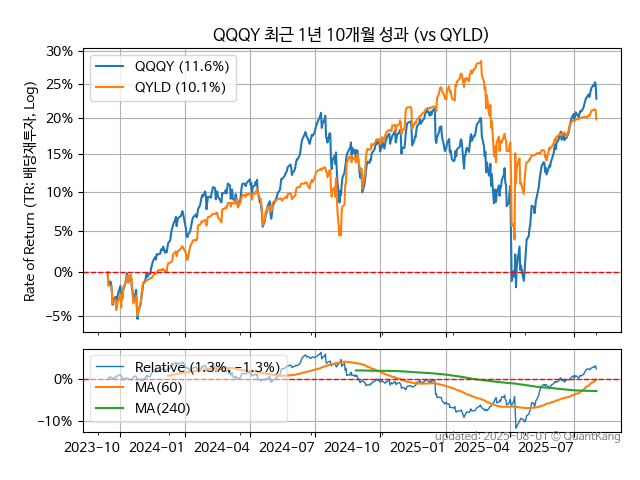 QQQY 최근 1년 10개월 성과 (vs QYLD)
30%
25%
20%
15%
10%
5%
0%
−5%
Rate of Return (TR: 배당재투자, Log)
QQQY (11.6%)
QYLD (10.1%)
0%
−10%
Relative (1.3%, −1.3%)
MA(60)
MA(240)
updated: 2025-08-01 © QuantKang
2023-10
2024-01
2024-04
2024-07
2024-10
2025-01
2025-04
2025-07